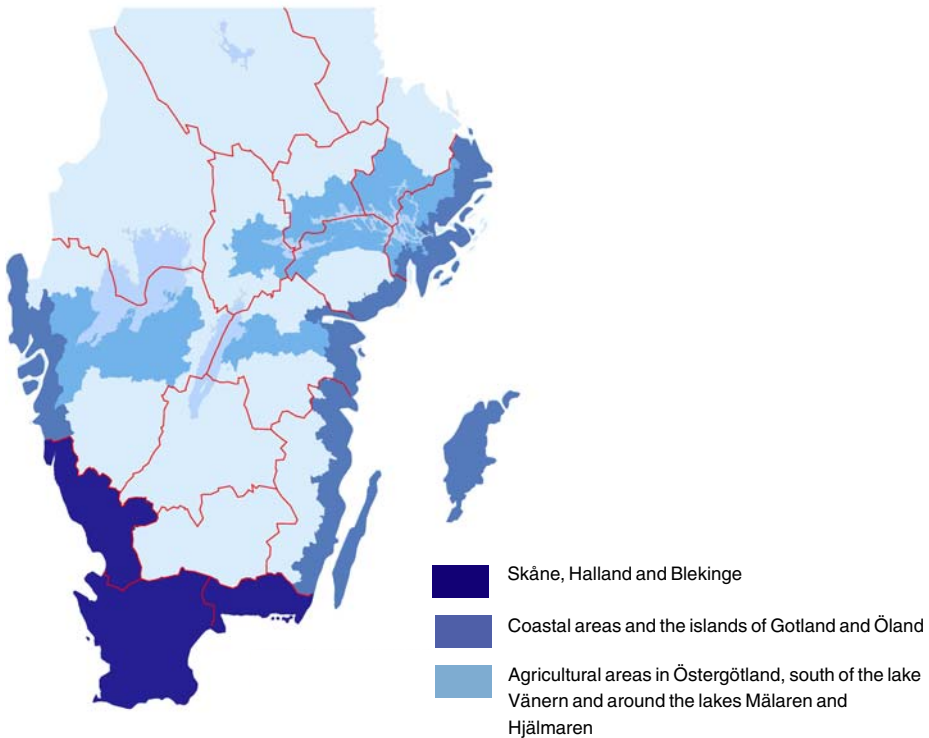 Skåne, Halland and Blekinge
Coastal areas and the islands of Gotland and Öland
Agricultural areas in Östergötland, south of the lake
Vänern and around the lakes Mälaren and
Hjälmaren